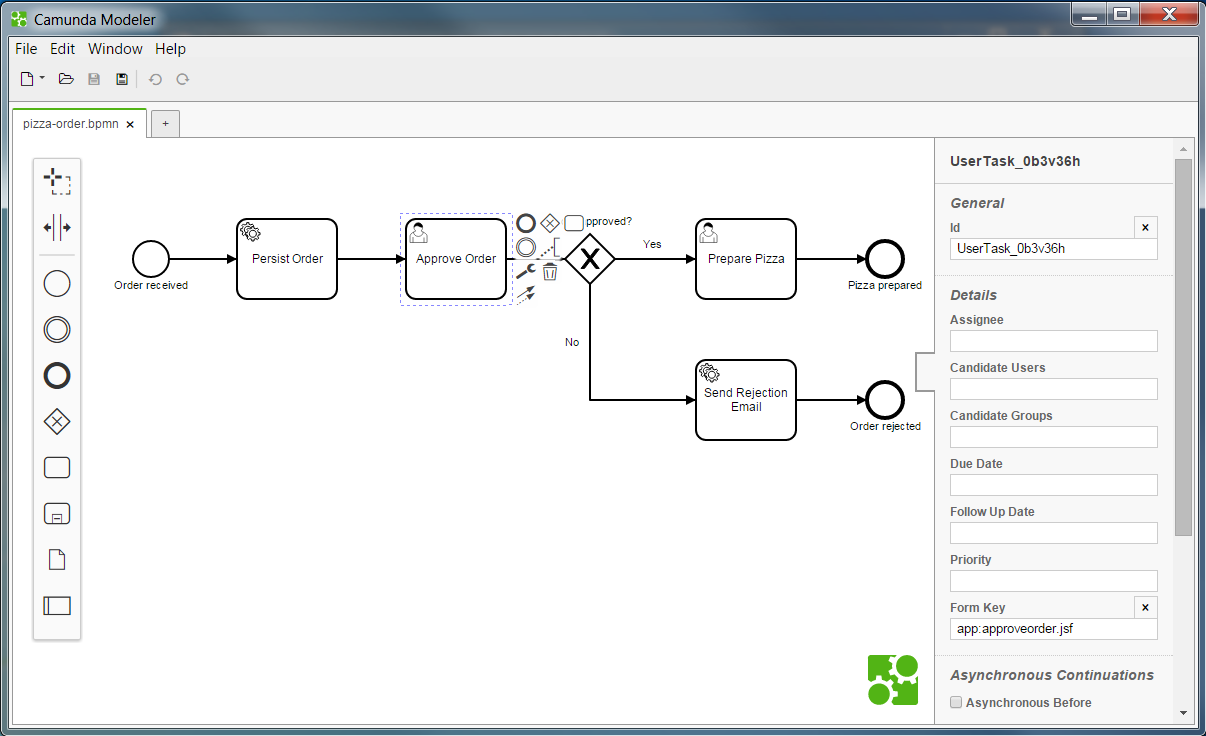 Camunda Modeler
File Edit Window Help
pizza-order.bpmn × +
Order received
Persist Order
Approve Order
pproved?
Yes
Prepare Pizza
Pizza prepared
No
Send Rejection
Email
Order rejected
UserTask_0b3v36h
General
Id
UserTask_0b3v36h
Details
Assignee
Candidate Users
Candidate Groups
Due Date
Follow Up Date
Priority
Form Key
app:approveorder.jsf
Asynchronous Continuations
Asynchronous Before